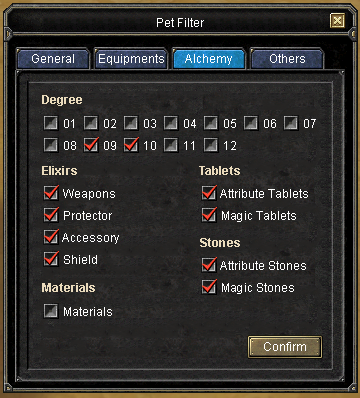 Pet Filter
General Equipments Alchemy Others
Degree
01 02 03 04 05 06 07
08 09 10 11 12
Elixirs
Weapons
Protector
Accessory
Shield
Materials
Materials
Tablets
Attribute Tablets
Magic Tablets
Stones
Attribute Stones
Magic Stones
Confirm